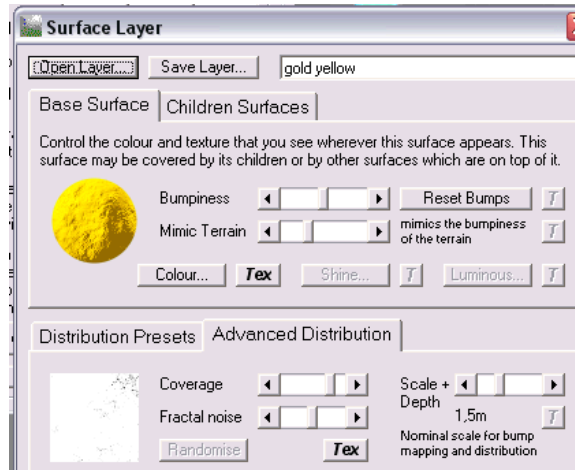 Surface Layer
Open Layer... Save Layer... gold yellow
Base Surface Children Surfaces
Control the colour and texture that you see wherever this surface appears. This
surface may be covered by its children or by other surfaces which are on top of it.
Bumpiness Reset Bumps T
Mimic Terrain mimics the bumpiness
of the terrain T
Colour... Tex Shine... T Luminous... T
Distribution Presets Advanced Distribution
Coverage Scale +
Depth
Fractal noise 1,5m T
Randomise Tex Nominal scale for bump
mapping and distribution